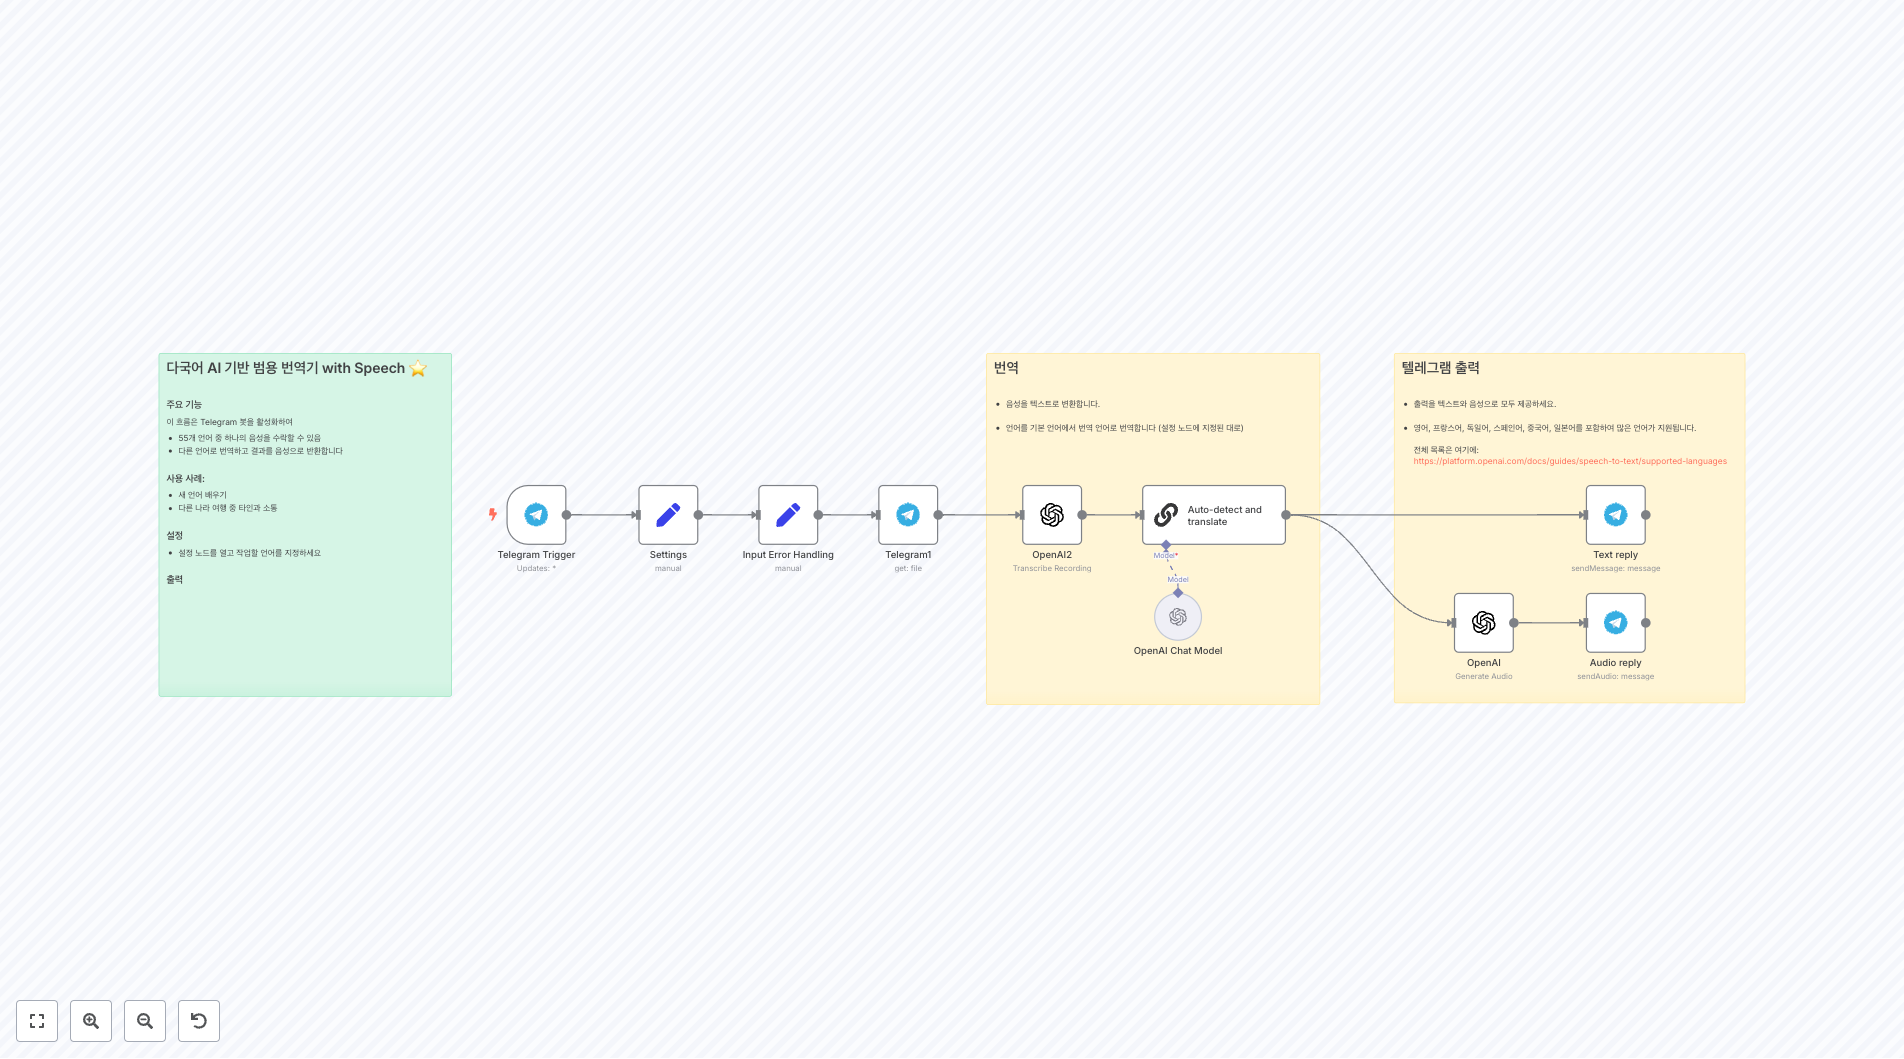 다국어 AI 기반 범용 번역기 with Speech ⭐
주요 기능
이 흐름은 Telegram 봇을 활성화하여
• 55개 언어 중 하나의 음성을 수락할 수 있음
• 다른 언어로 번역하고 결과를 음성으로 반환합니다
사용 사례:
• 새 언어 배우기
• 다른 나라 여행 중 타인과 소통
설정
• 설정 노드를 열고 작업할 언어를 지정하세요
출력
Telegram Trigger
Updates: *
Settings
manual
Input Error Handling
manual
Telegram1
get: file
번역
• 음성을 텍스트로 변환합니다.
• 언어를 기본 언어에서 번역 언어로 번역합니다 (설정 노드에 지정된 대로)
OpenAI2
Transcribe Recording
Auto-detect and
translate
Model*
Model
OpenAI Chat Model
텔레그램 출력
• 출력을 텍스트와 음성으로 모두 제공하세요.
• 영어, 프랑스어, 독일어, 스페인어, 중국어, 일본어를 포함하여 많은 언어가 지원됩니다.
전체 목록은 여기에:
https://platform.openai.com/docs/guides/speech-to-text/supported-languages
Text reply
sendMessage: message
OpenAI
Generate Audio
Audio reply
sendAudio: message